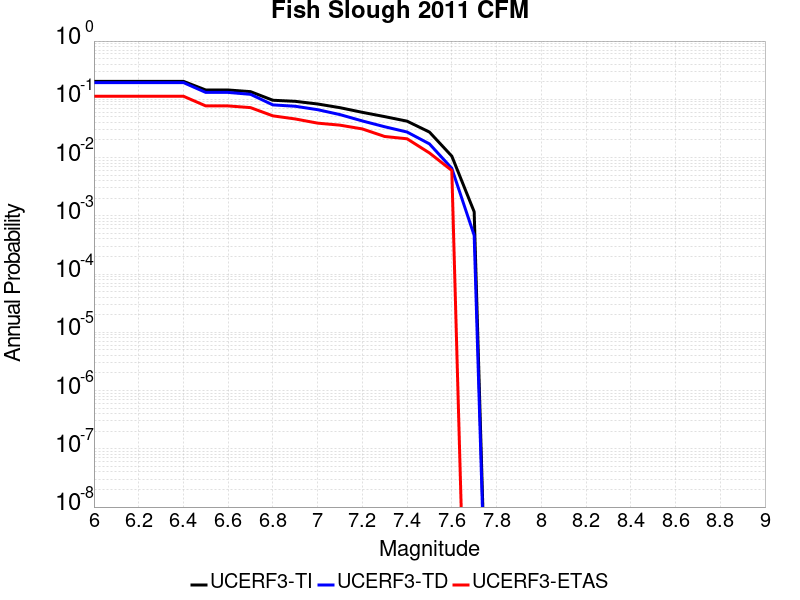 Fish Slough 2011 CFM
Annual Probability
10^0
10^-1
10^-2
10^-3
10^-4
10^-5
10^-6
10^-7
10^-8
6 6.2 6.4 6.6 6.8 7 7.2 7.4 7.6 7.8 8 8.2 8.4 8.6 8.8 9
Magnitude
UCERF3-TI UCERF3-TD UCERF3-ETAS